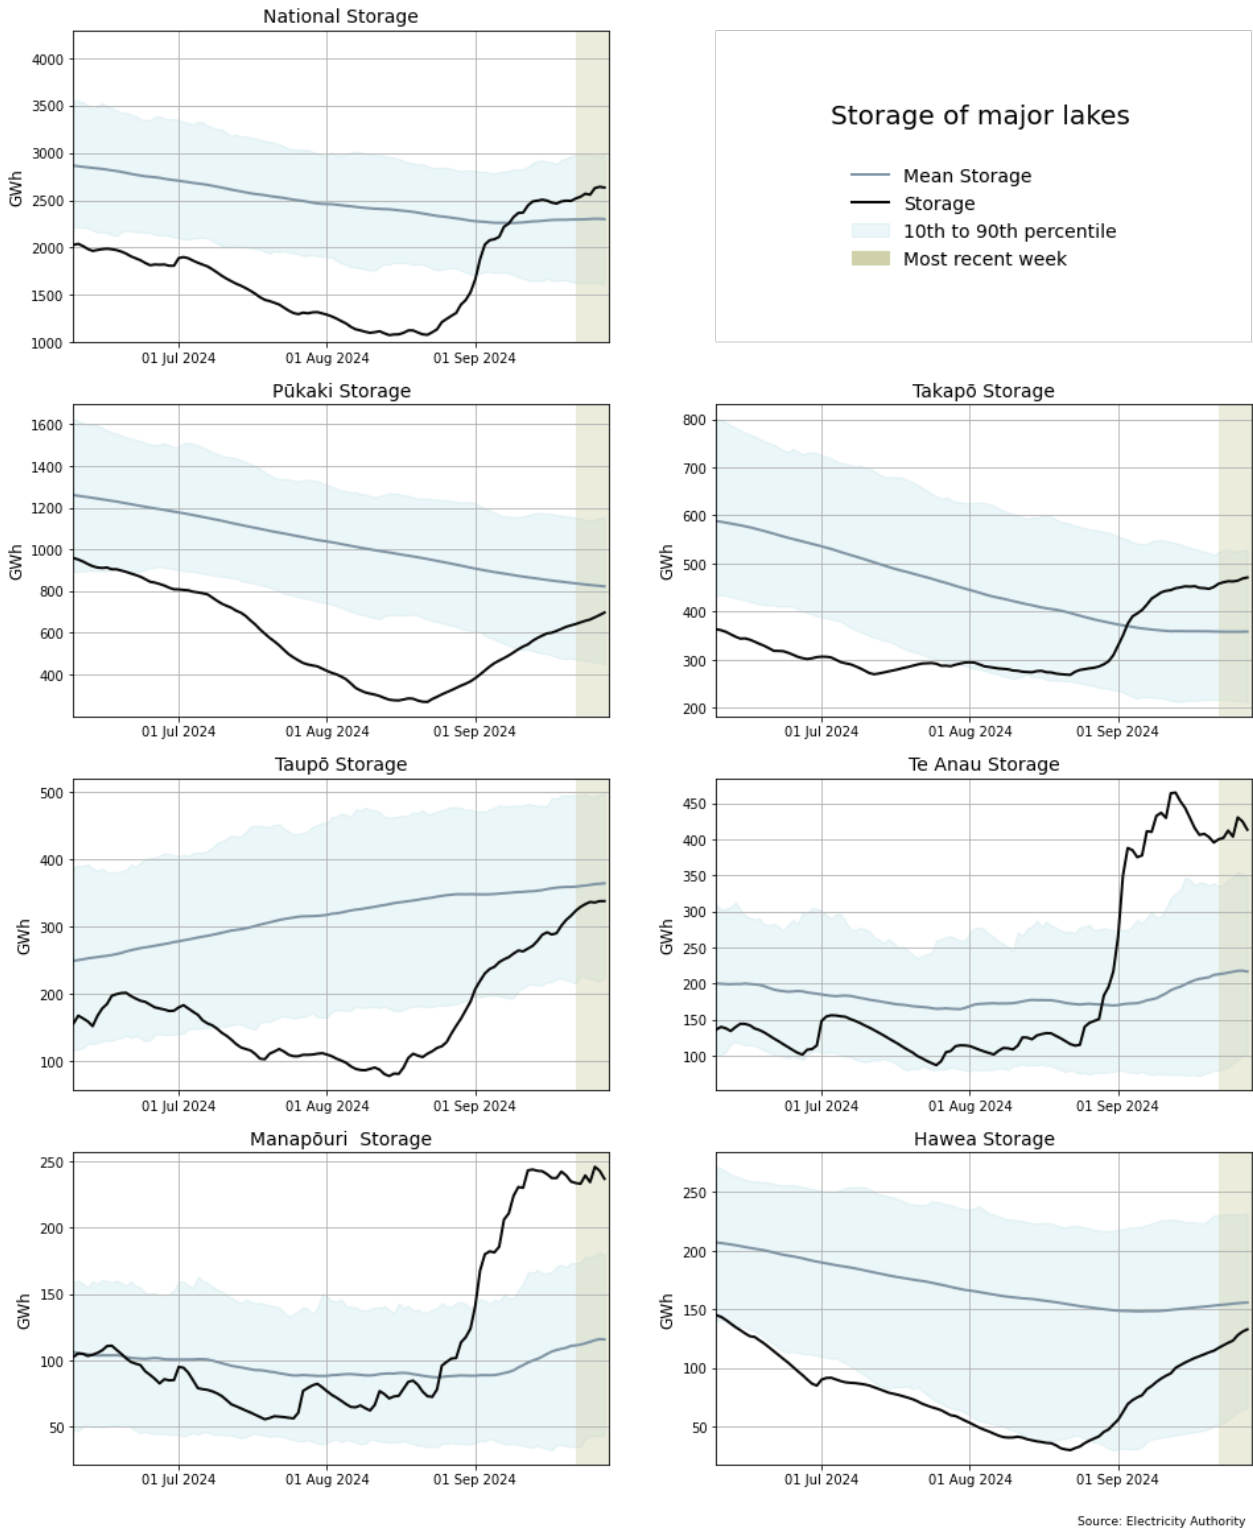 National Storage
4000
3500
3000
2500
2000
1500
1000
GWh
01 Jul 2024 01 Aug 2024 01 Sep 2024
Storage of major lakes
Mean Storage
Storage
10th to 90th percentile
Most recent week
Pūkaki Storage
1600
1400
1200
1000
800
600
400
GWh
01 Jul 2024 01 Aug 2024 01 Sep 2024
Takapō Storage
800
700
600
500
400
300
200
GWh
01 Jul 2024 01 Aug 2024 01 Sep 2024
Taupō Storage
500
400
300
200
100
GWh
01 Jul 2024 01 Aug 2024 01 Sep 2024
Te Anau Storage
450
400
350
300
250
200
150
100
GWh
01 Jul 2024 01 Aug 2024 01 Sep 2024
Manapōuri  Storage
250
200
150
100
50
GWh
01 Jul 2024 01 Aug 2024 01 Sep 2024
Hawea Storage
250
200
150
100
50
GWh
01 Jul 2024 01 Aug 2024 01 Sep 2024
Source: Electricity Authority